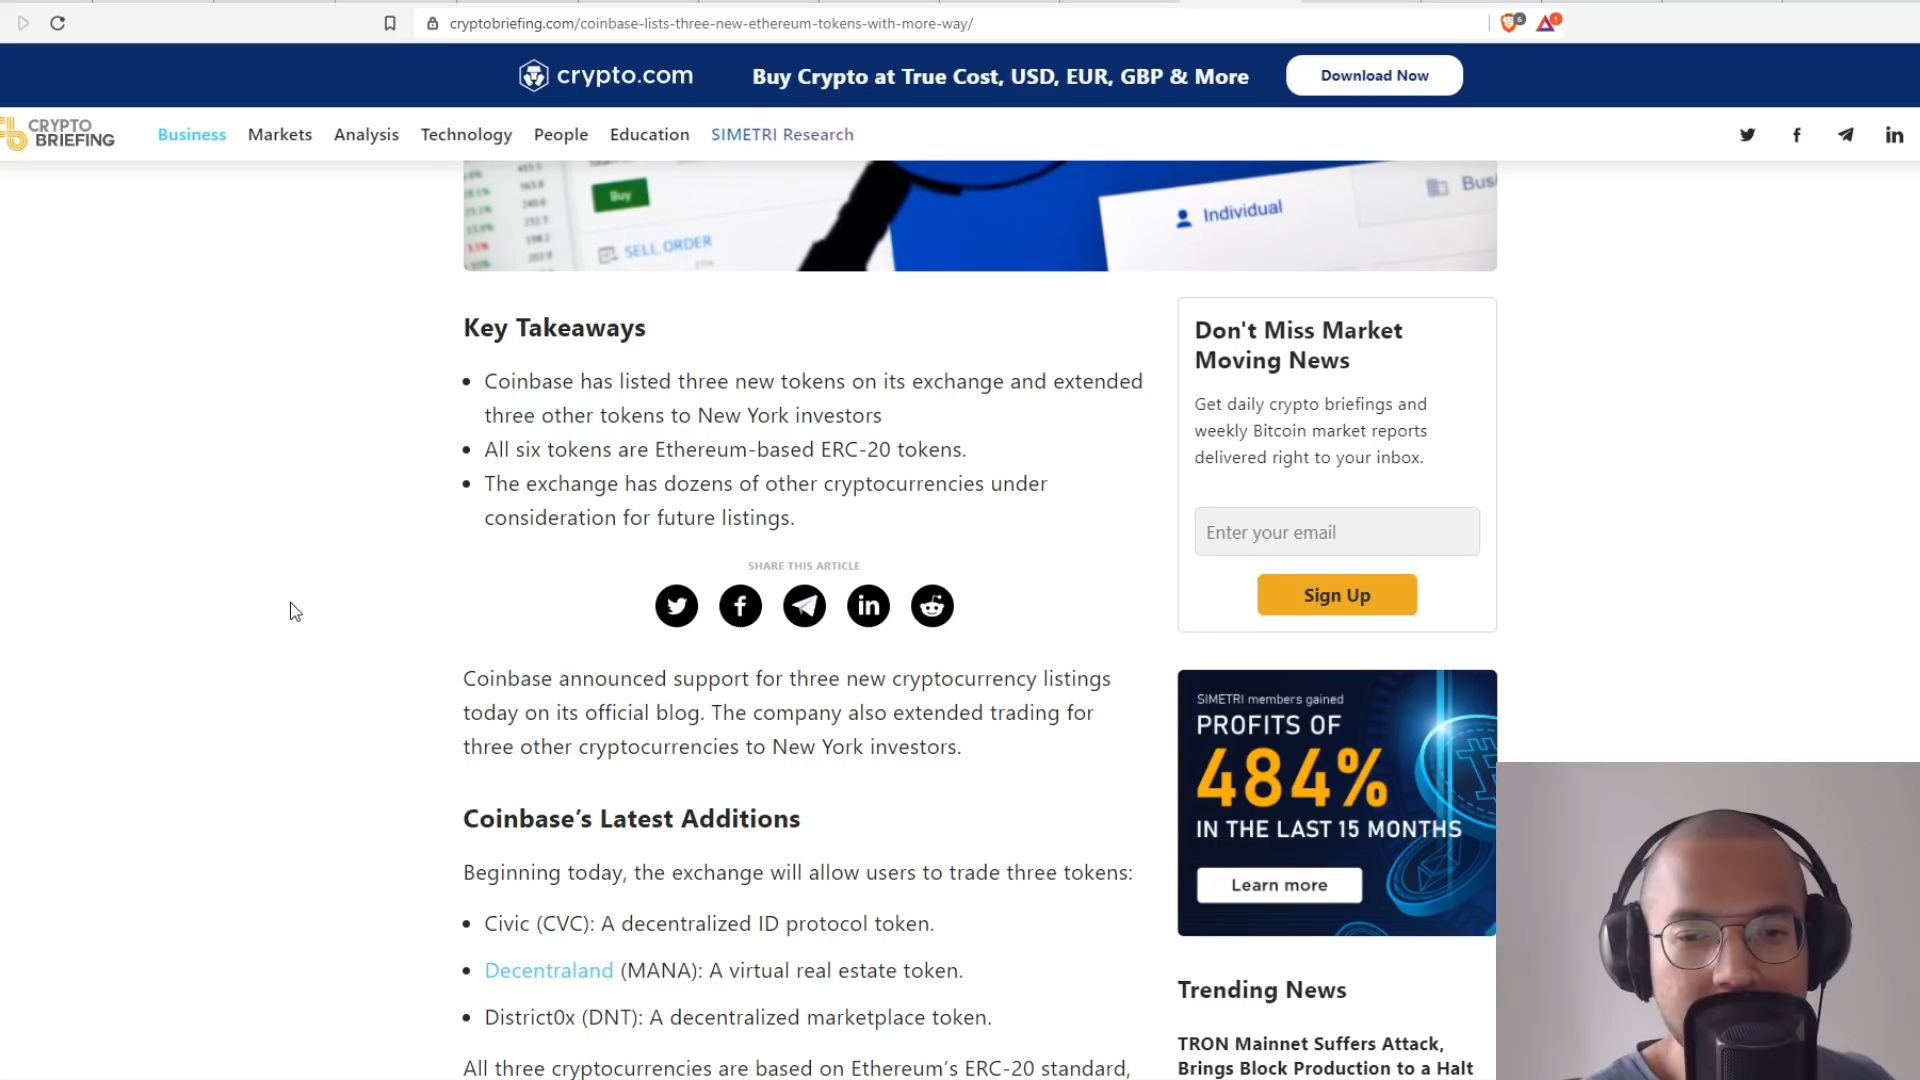 cryptobriefing.com/coinbase-lists-three-new-ethereum-tokens-with-more-way/
6
1
crypto.com
Buy Crypto at True Cost, USD, EUR, GBP & More
Download Now
CRYPTO
BRIEFING
Business
Markets
Analysis
Technology
People
Education
SIMETRI Research
Buy
SELL ORDER
ETH
Individual
Key Takeaways
• Coinbase has listed three new tokens on its exchange and extended
three other tokens to New York investors
• All six tokens are Ethereum-based ERC-20 tokens.
• The exchange has dozens of other cryptocurrencies under
consideration for future listings.
SHARE THIS ARTICLE
Coinbase announced support for three new cryptocurrency listings
today on its official blog. The company also extended trading for
three other cryptocurrencies to New York investors.
Coinbase’s Latest Additions
Beginning today, the exchange will allow users to trade three tokens:
• Civic (CVC): A decentralized ID protocol token.
• Decentraland (MANA): A virtual real estate token.
• District0x (DNT): A decentralized marketplace token.
All three cryptocurrencies are based on Ethereum’s ERC-20 standard,
Don't Miss Market
Moving News
Get daily crypto briefings and
weekly Bitcoin market reports
delivered right to your inbox.
Enter your email
Sign Up
SIMETRI members gained
PROFITS OF
484%
IN THE LAST 15 MONTHS
Learn more
Trending News
TRON Mainnet Suffers Attack,
Brings Block Production to a Halt